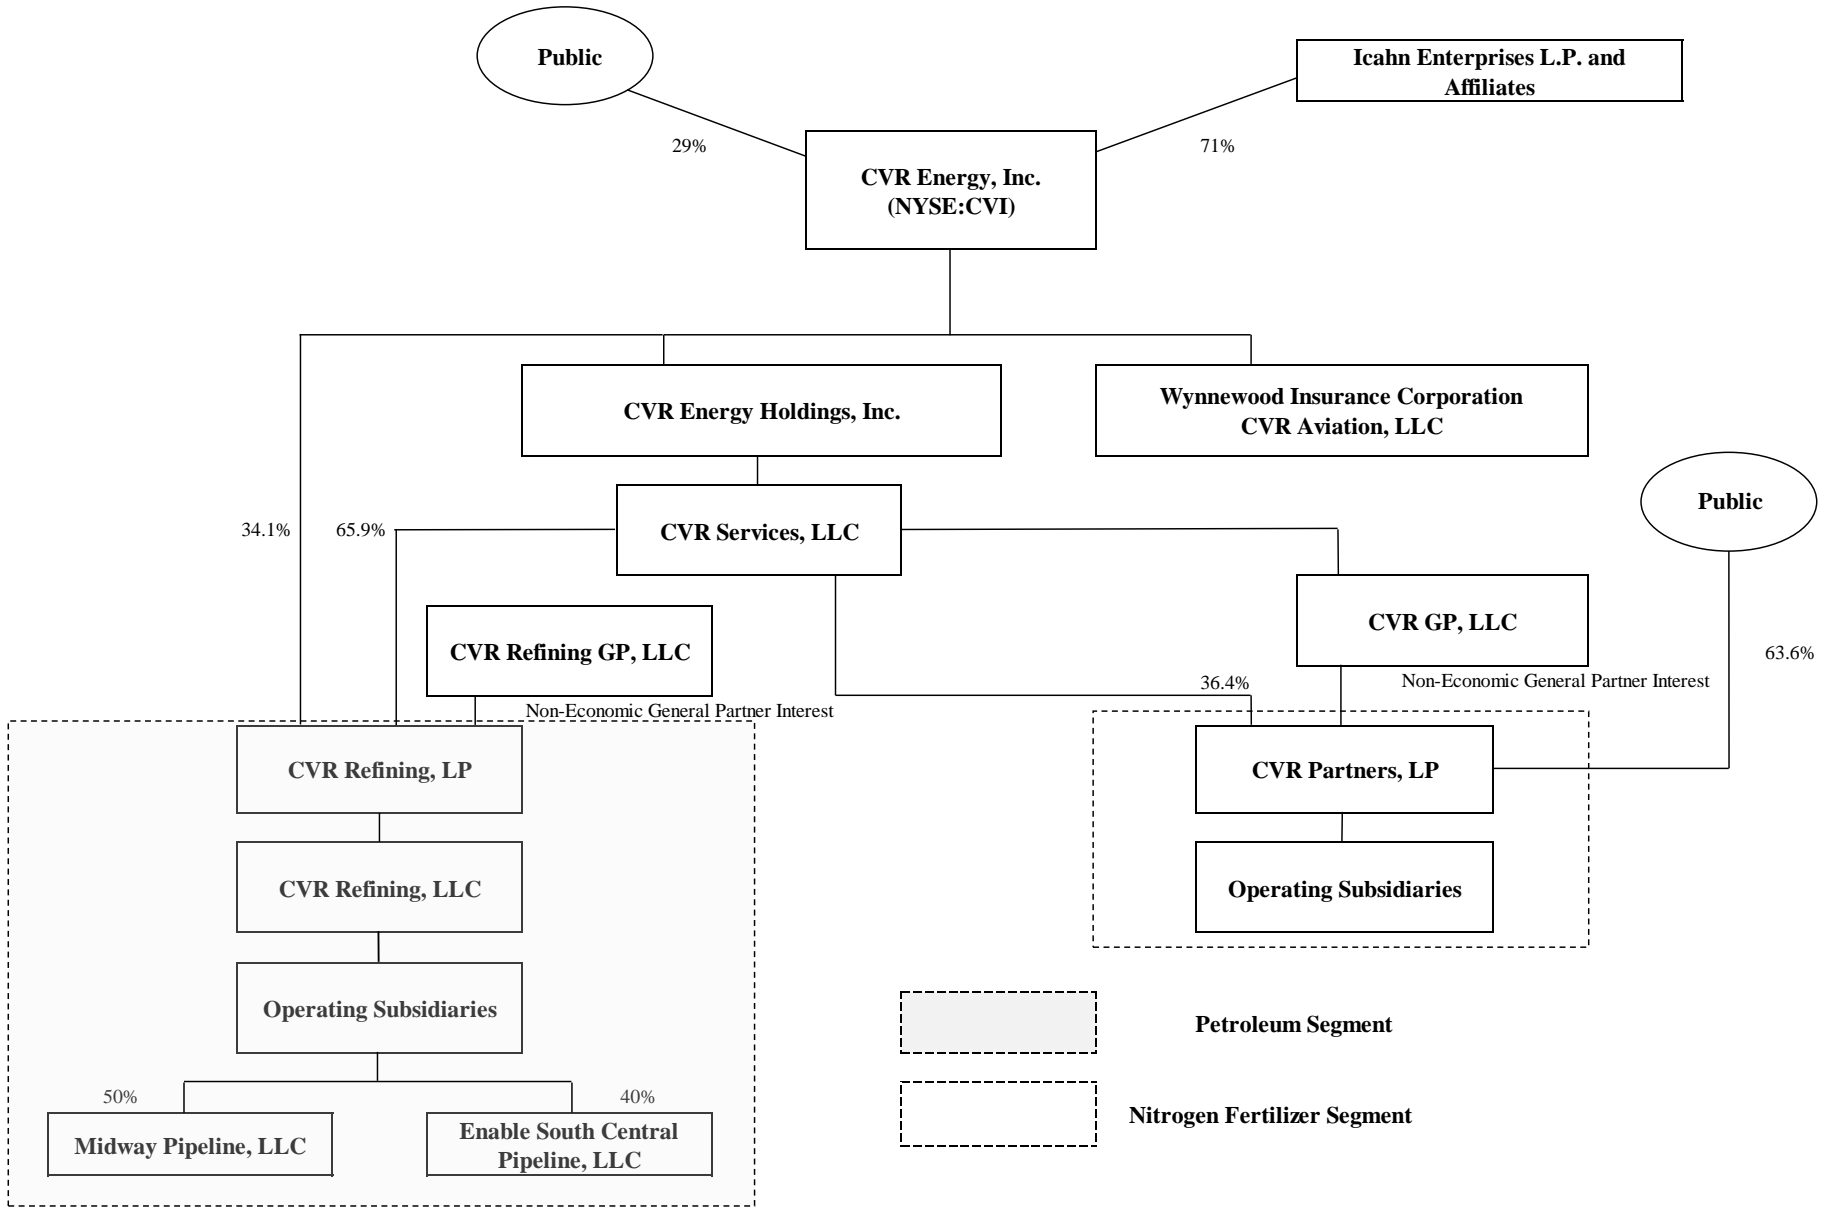 Public
Icahn Enterprises L.P. and
Affiliates
29%
71%
CVR Energy, Inc.
(NYSE:CVI)
CVR Energy Holdings, Inc.
Wynnewood Insurance Corporation
CVR Aviation, LLC
Public
34.1%
65.9%
CVR Services, LLC
CVR GP, LLC
CVR Refining GP, LLC
63.6%
36.4%
Non-Economic General Partner Interest
Non-Economic General Partner Interest
CVR Refining, LP
CVR Partners, LP
CVR Refining, LLC
Operating Subsidiaries
Operating Subsidiaries
Petroleum Segment
50%
40%
Nitrogen Fertilizer Segment
Midway Pipeline, LLC
Enable South Central
Pipeline, LLC